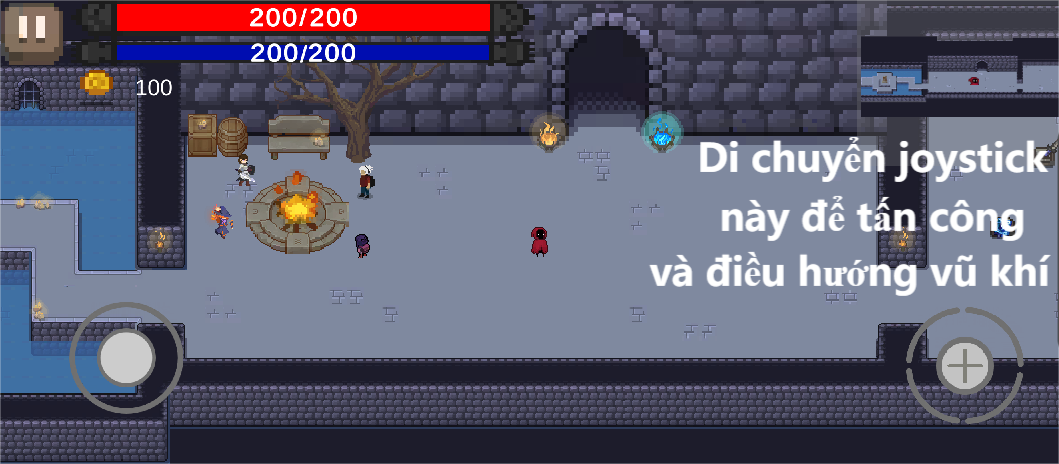 200/200
200/200
100
Di chuyển joystick
này để tấn công
và điều hướng vũ khí